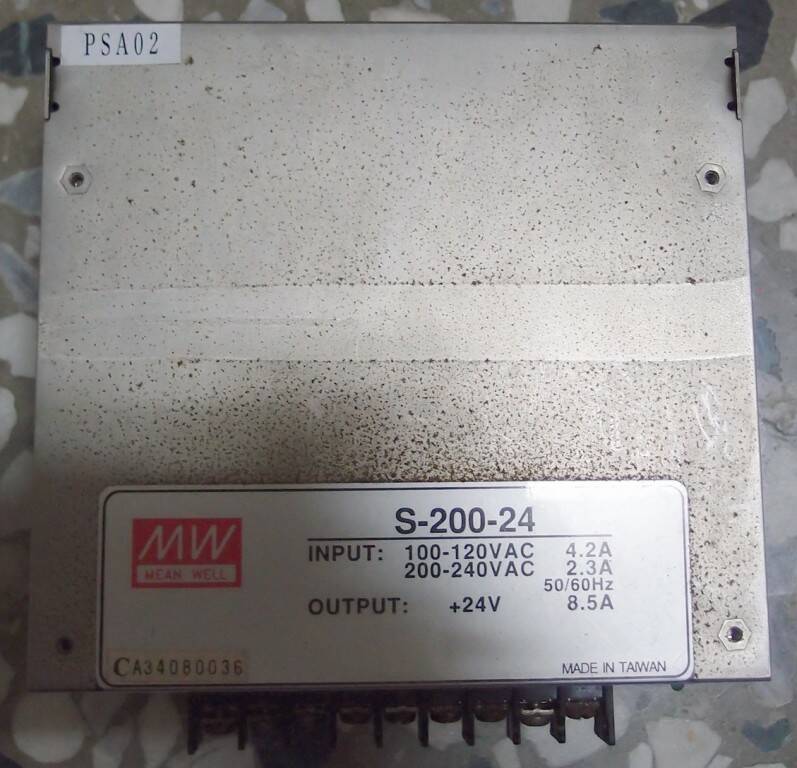 PSA02
MW
MEAN WELL
S-200-24
INPUT: 100-120VAC 4.2A
200-240VAC 2.3A
50/60Hz
OUTPUT: +24V 8.5A
CA34080036
MADE IN TAIWAN